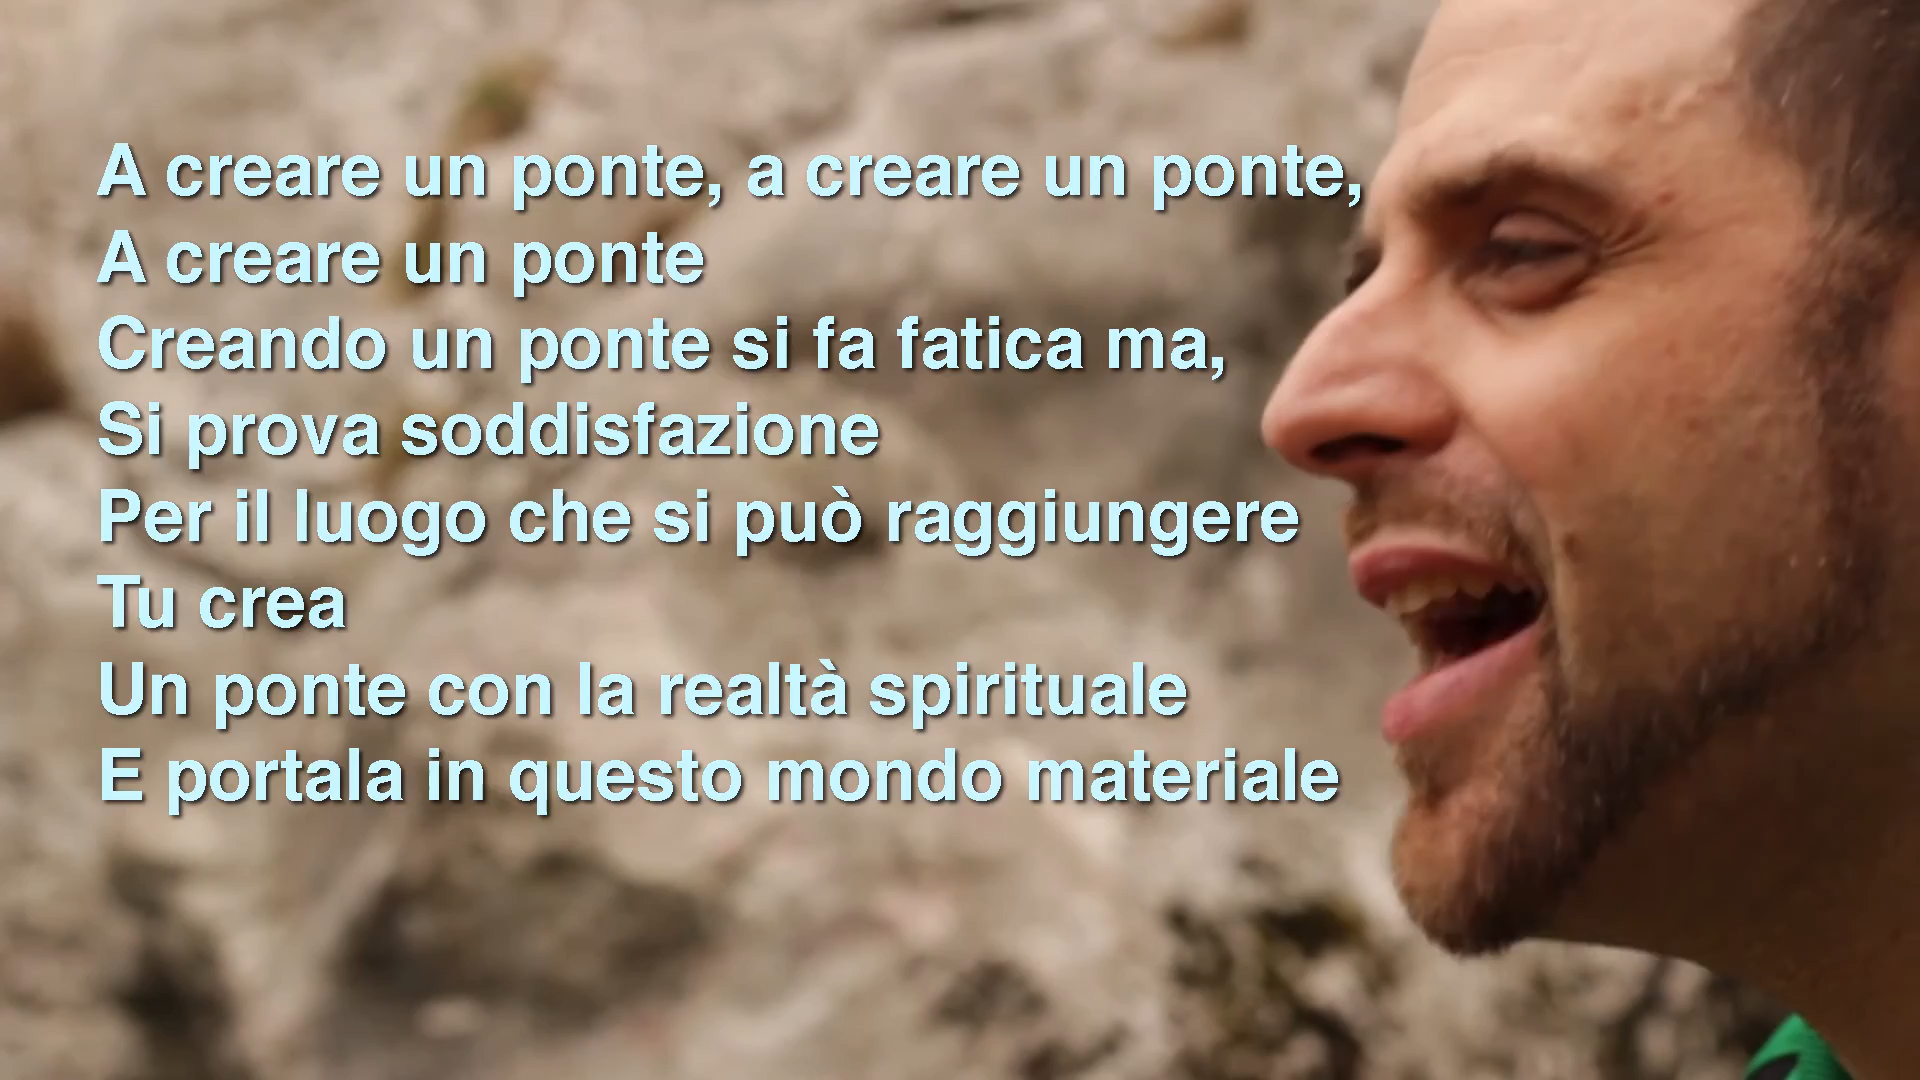 A creare un ponte, a creare un ponte,
A creare un ponte
Creando un ponte si fa fatica ma,
Si prova soddisfazione
Per il luogo che si può raggiungere
Tu crea
Un ponte con la realtà spirituale
E portala in questo mondo materiale